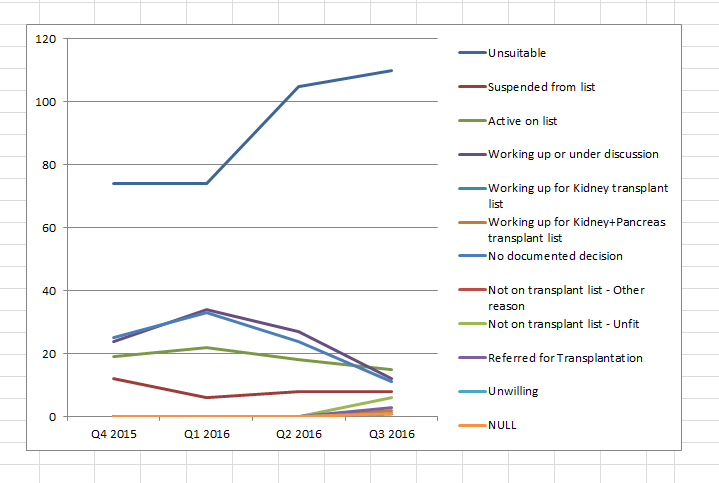 120
100
80
60
40
20
0
Q4 2015
Q1 2016
Q2 2016
Q3 2016
Unsuitable
Suspended from list
Active on list
Working up or under discussion
Working up for Kidney transplant
list
Working up for Kidney+Pancreas
transplant list
No documented decision
Not on transplant list - Other
reason
Not on transplant list - Unfit
Referred for Transplantation
Unwilling
NULL